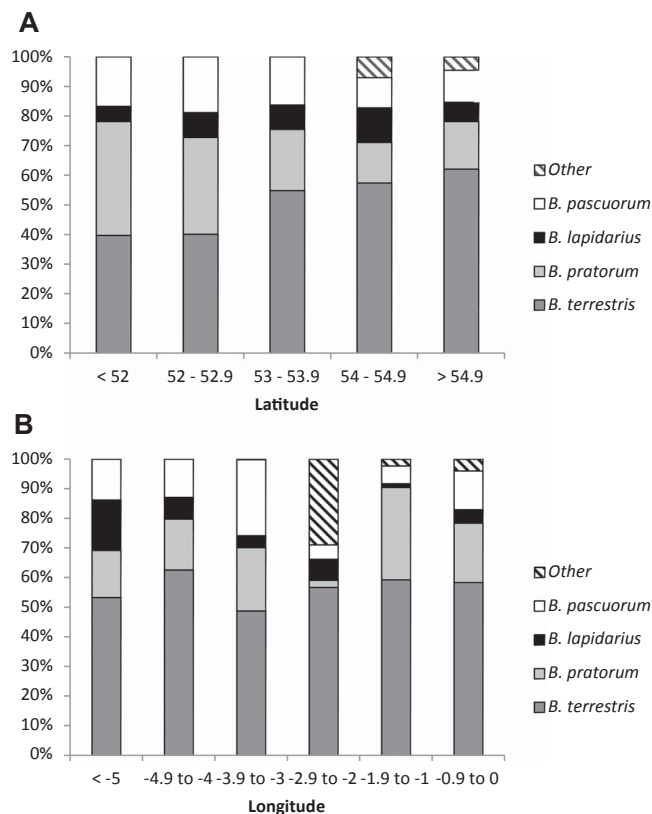 A
100%
90%
80%
70%
60%
50%
40%
30%
20%
10%
0%
< 52 52 - 52.9 53 - 53.9 54 - 54.9 > 54.9
Latitude
Other
B. pascuorum
B. lapidarius
B. pratorum
B. terrestris
B
100%
90%
80%
70%
60%
50%
40%
30%
20%
10%
0%
< -5 -4.9 to -4 -3.9 to -3 -2.9 to -2 -1.9 to -1 -0.9 to 0
Longitude
Other
B. pascuorum
B. lapidarius
B. pratorum
B. terrestris